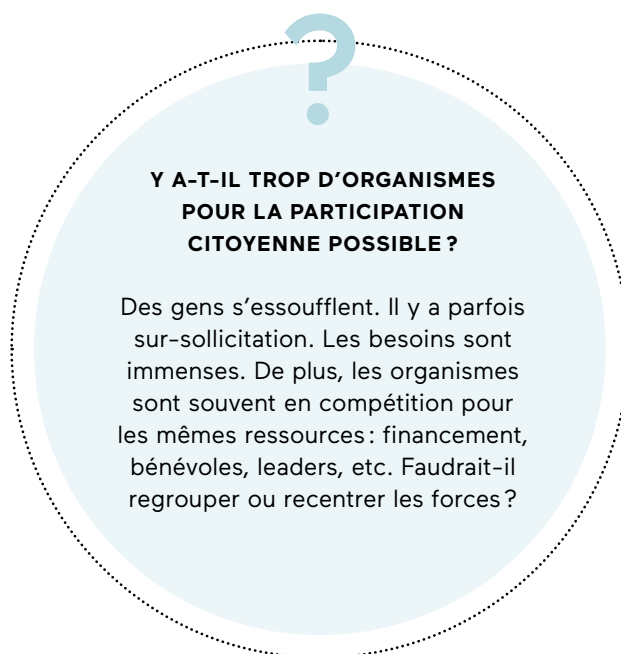 ?
Y A-T-IL TROP D’ORGANISMES
POUR LA PARTICIPATION
CITOYENNE POSSIBLE ?
Des gens s’essoufflent. Il y a parfois
sur-sollicitation. Les besoins sont
immenses. De plus, les organismes
sont souvent en compétition pour
les mêmes ressources : financement,
bénévoles, leaders, etc. Faudrait-il
regrouper ou recentrer les forces ?